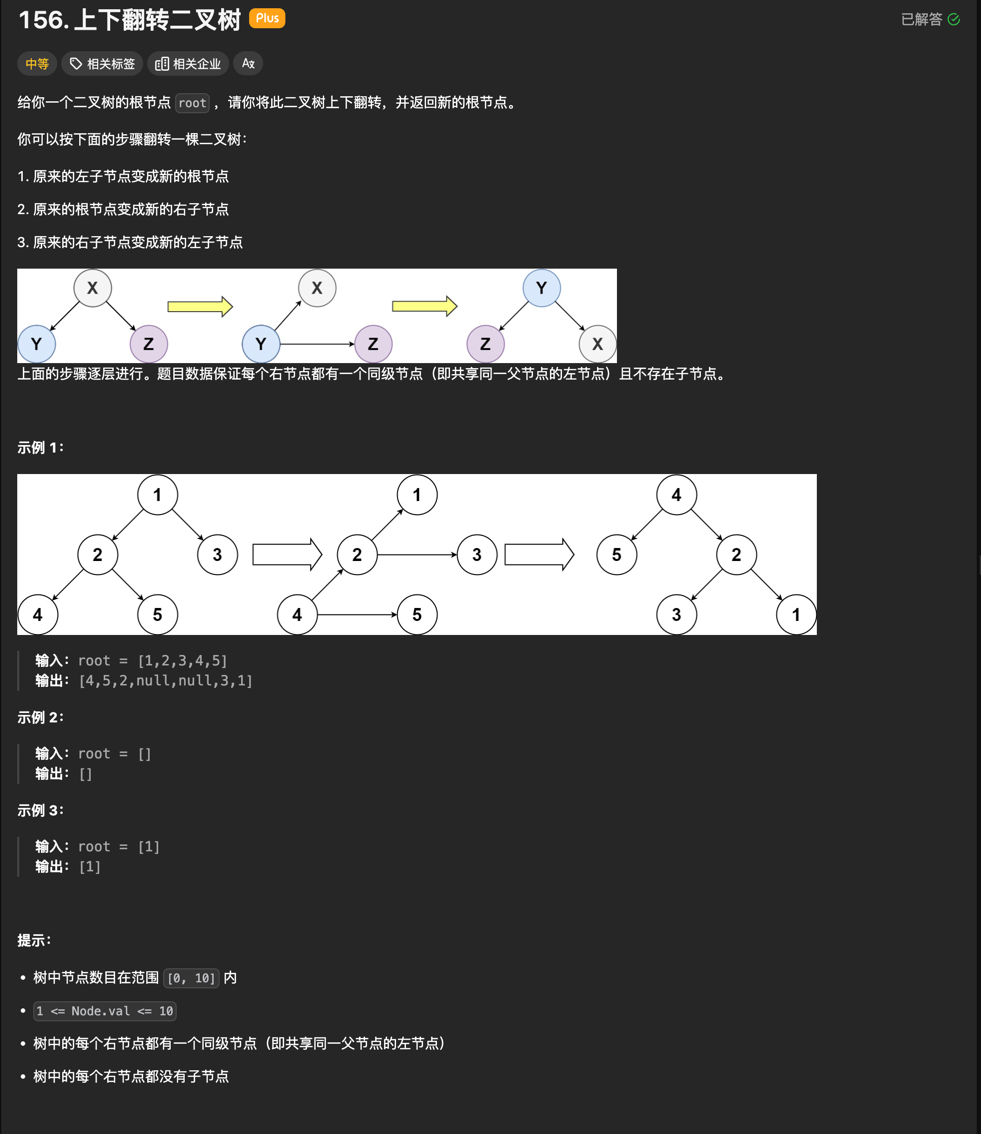 156. 上下翻转二叉树 Plus 已解答
中等 相关标签 相关企业
给你一个二叉树的根节点 root ，请你将此二叉树上下翻转，并返回新的根节点。
你可以按下面的步骤翻转一棵二叉树：
1. 原来的左子节点变成新的根节点
2. 原来的根节点变成新的右子节点
3. 原来的右子节点变成新的左子节点
X X Y
Y Z Y Z Z X
上面的步骤逐层进行。题目数据保证每个右节点都有一个同级节点（即共享同一父节点的左节点）且不存在子节点。
示例 1：
1 1 4
2 3 2 3 5 2
4 5 4 5 3 1
输入：root = [1,2,3,4,5]
输出：[4,5,2,null,null,3,1]
示例 2：
输入：root = []
输出：[]
示例 3：
输入：root = [1]
输出：[1]
提示：
• 树中节点数目在范围 [0, 10] 内
• 1 <= Node.val <= 10
• 树中的每个右节点都有一个同级节点（即共享同一父节点的左节点）
• 树中的每个右节点都没有子节点